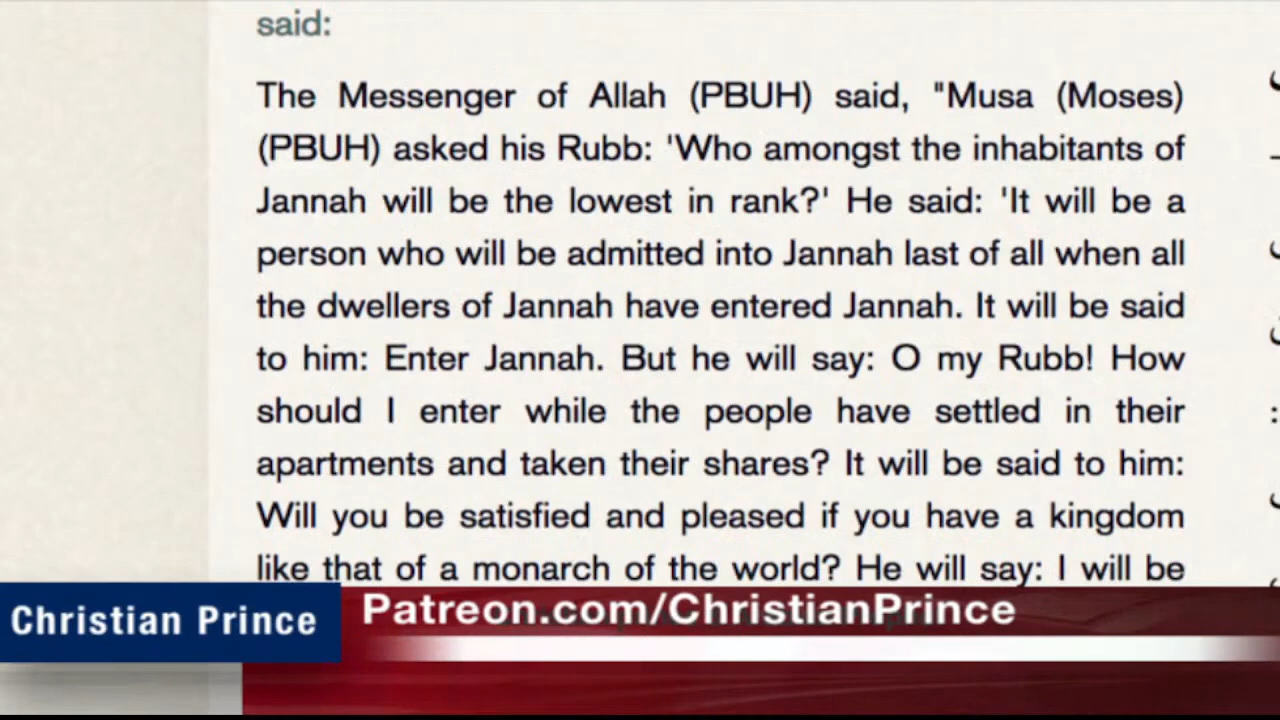 said:
The Messenger of Allah (PBUH) said, "Musa (Moses)
(PBUH) asked his Rubb: 'Who amongst the inhabitants of
Jannah will be the lowest in rank?' He said: 'It will be a
person who will be admitted into Jannah last of all when all
the dwellers of Jannah have entered Jannah. It will be said
to him: Enter Jannah. But he will say: O my Rubb! How
should I enter while the people have settled in their
apartments and taken their shares? It will be said to him:
Will you be satisfied and pleased if you have a kingdom
like that of a monarch of the world? He will say: I will be
Christian Prince
Patreon.com/ChristianPrince